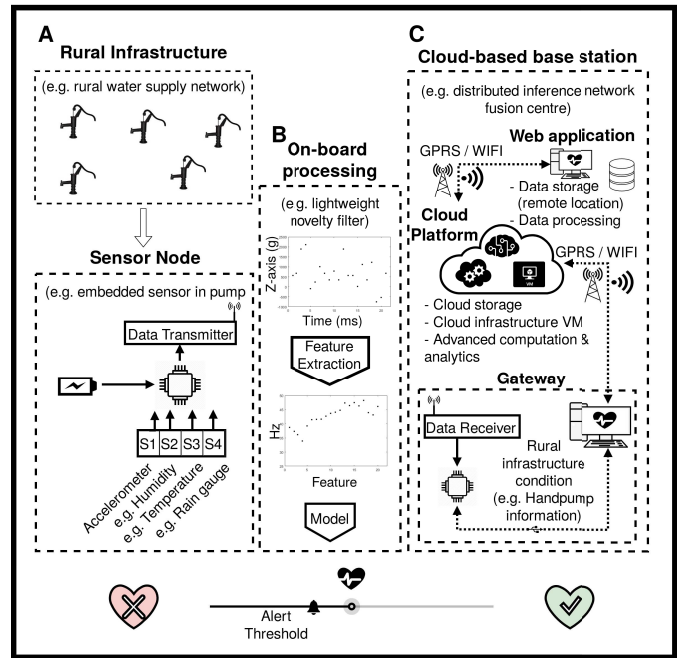 A
Rural Infrastructure
(e.g. rural water supply network)
Sensor Node
(e.g. embedded sensor in pump
Data Transmitter
S1 S2 S3 S4
Accelerometer
e.g. Humidity
e.g. Temperature
e.g. Rain gauge
B
On-board
processing
(e.g. lightweight
novelty filter)
Z-axis (g)
Time (ms)
Feature
Extraction
Hz
Feature
Model
C
Cloud-based base station
(e.g. distributed inference network
fusion centre)
Web application
GPRS / WIFI
- Data storage
(remote location)
- Data processing
Cloud
Platform
GPRS / WIFI
VM
- Cloud storage
- Cloud infrastructure VM
- Advanced computation &
analytics
Gateway
Data Receiver
Rural
infrastructure
condition
(e.g. Handpump
information)
Alert
Threshold